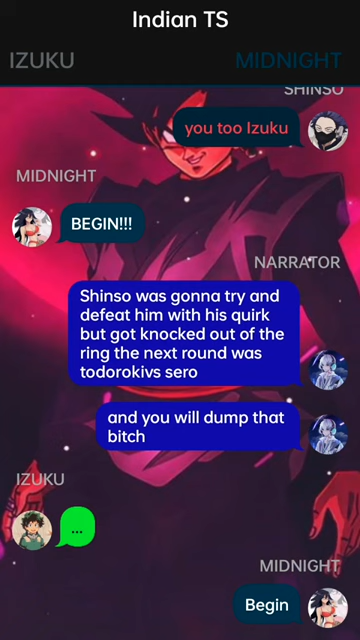 Indian TS
IZUKU
MIDNIGHT
SHINSO
you too Izuku
MIDNIGHT
BEGIN!!!
NARRATOR
Shinso was gonna try and
defeat him with his quirk
but got knocked out of the
ring the next round was
todorokivs sero
and you will dump that
bitch
IZUKU
...
MIDNIGHT
Begin